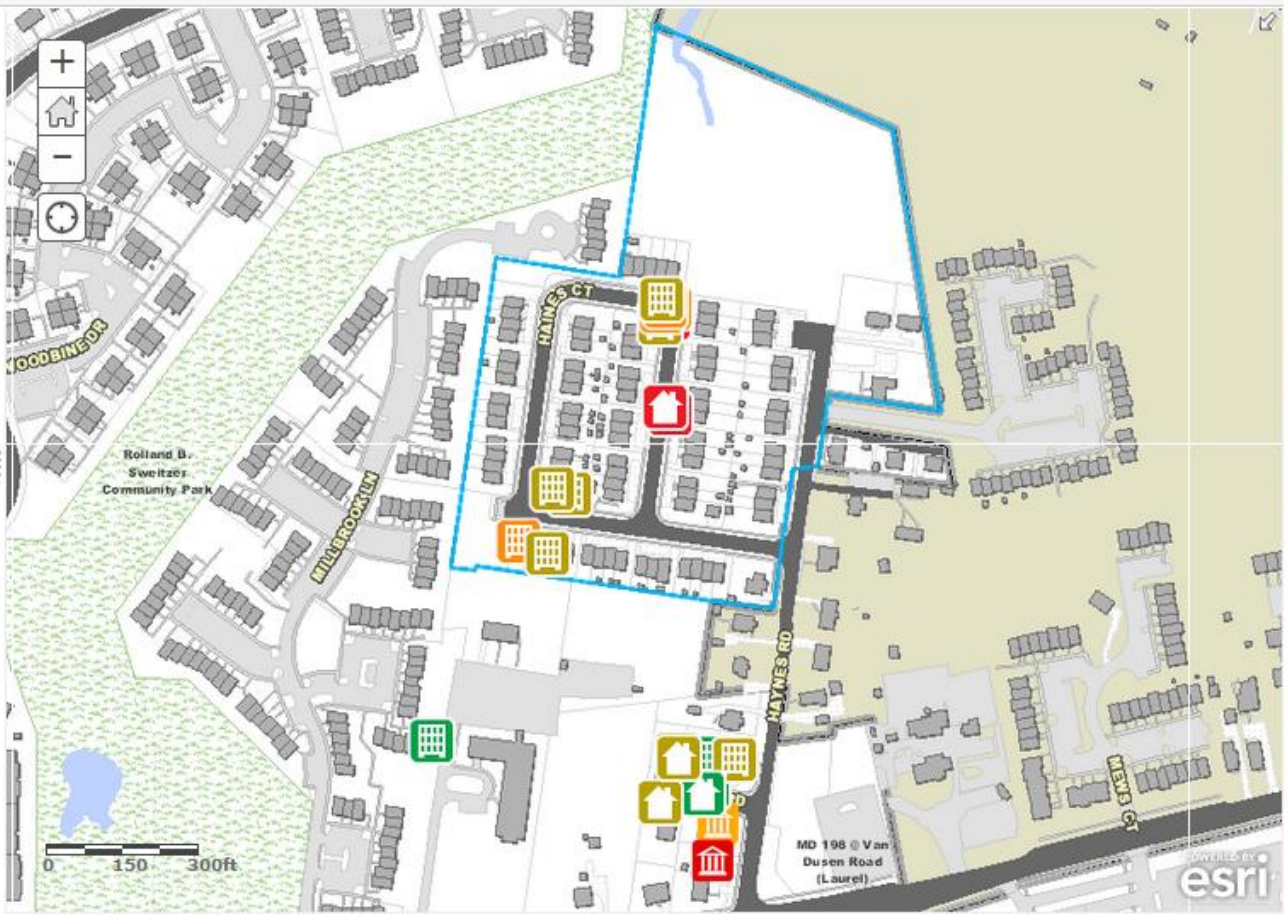 +
−
HAINES CT
WOODBINE DR
Rolland B.
Sweitzer
Community Park
MILLBROOK LN
HAYNES RD
MEWS CT
MD 198 @ Van
Dusen Road
(Laurel)
0 150 300ft
POWERED BY
esri